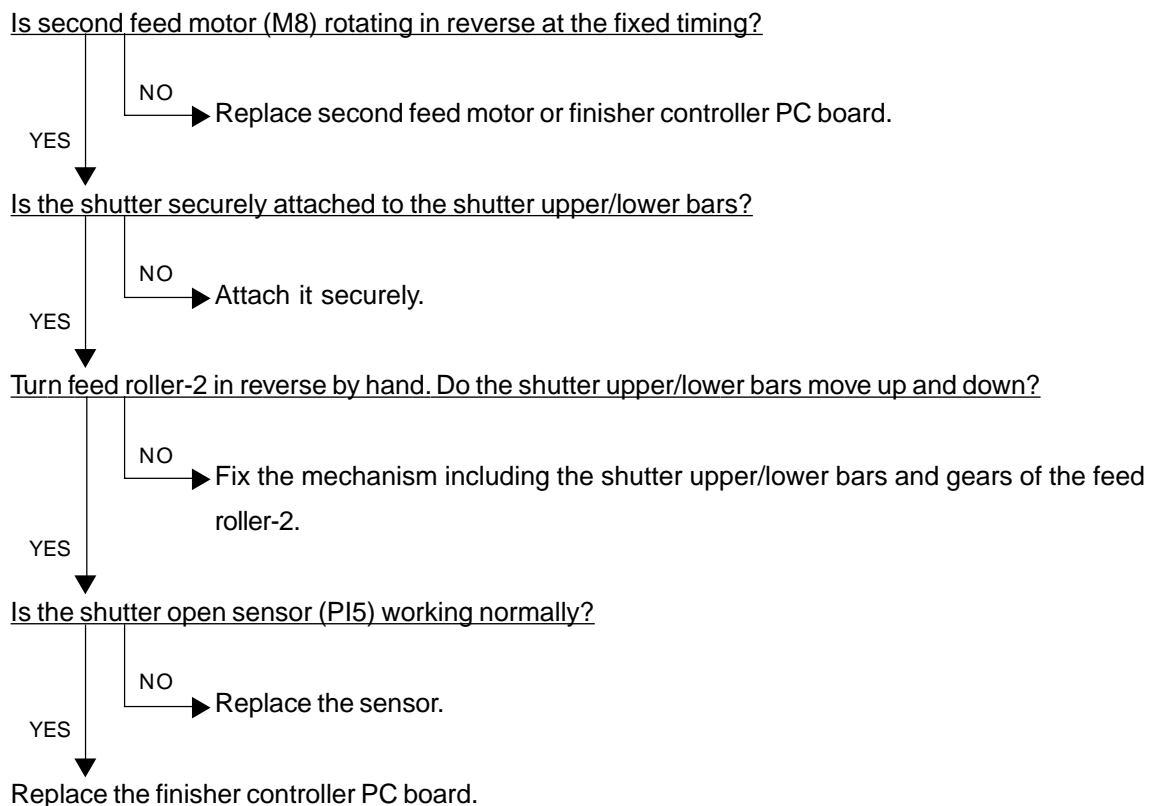 Is second feed motor (M8) rotating in reverse at the fixed timing?
NO
Replace second feed motor or finisher controller PC board.
YES
Is the shutter securely attached to the shutter upper/lower bars?
NO
Attach it securely.
YES
Turn feed roller-2 in reverse by hand. Do the shutter upper/lower bars move up and down?
NO
Fix the mechanism including the shutter upper/lower bars and gears of the feed
roller-2.
YES
Is the shutter open sensor (PI5) working normally?
NO
Replace the sensor.
YES
Replace the finisher controller PC board.